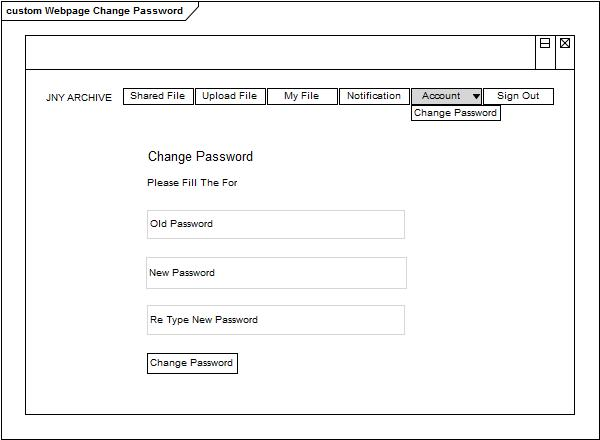 custom Webpage Change Password
JNY ARCHIVE
Shared File
Upload File
My File
Notification
Account
Sign Out
Change Password
Change Password
Please Fill The For
Old Password
New Password
Re Type New Password
Change Password